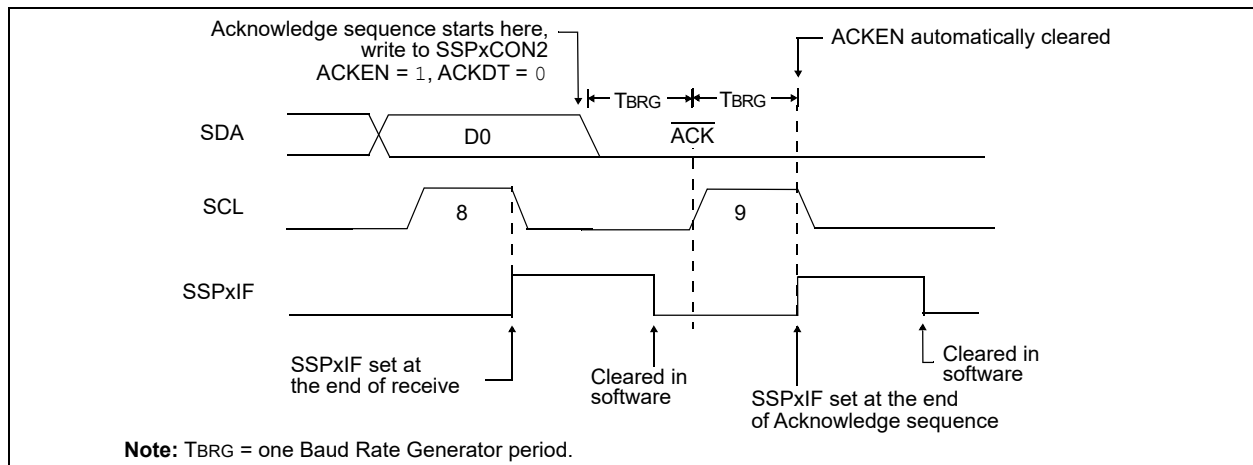 Acknowledge sequence starts here,
write to SSPxCON2
ACKEN = 1, ACKDT = 0
ACKEN automatically cleared
TBRG
TBRG
SDA
D0
ACK
SCL
8
9
SSPxIF
SSPxIF set at
the end of receive
Cleared in
software
SSPxIF set at the end
of Acknowledge sequence
Cleared in
software
Note: TBRG = one Baud Rate Generator period.